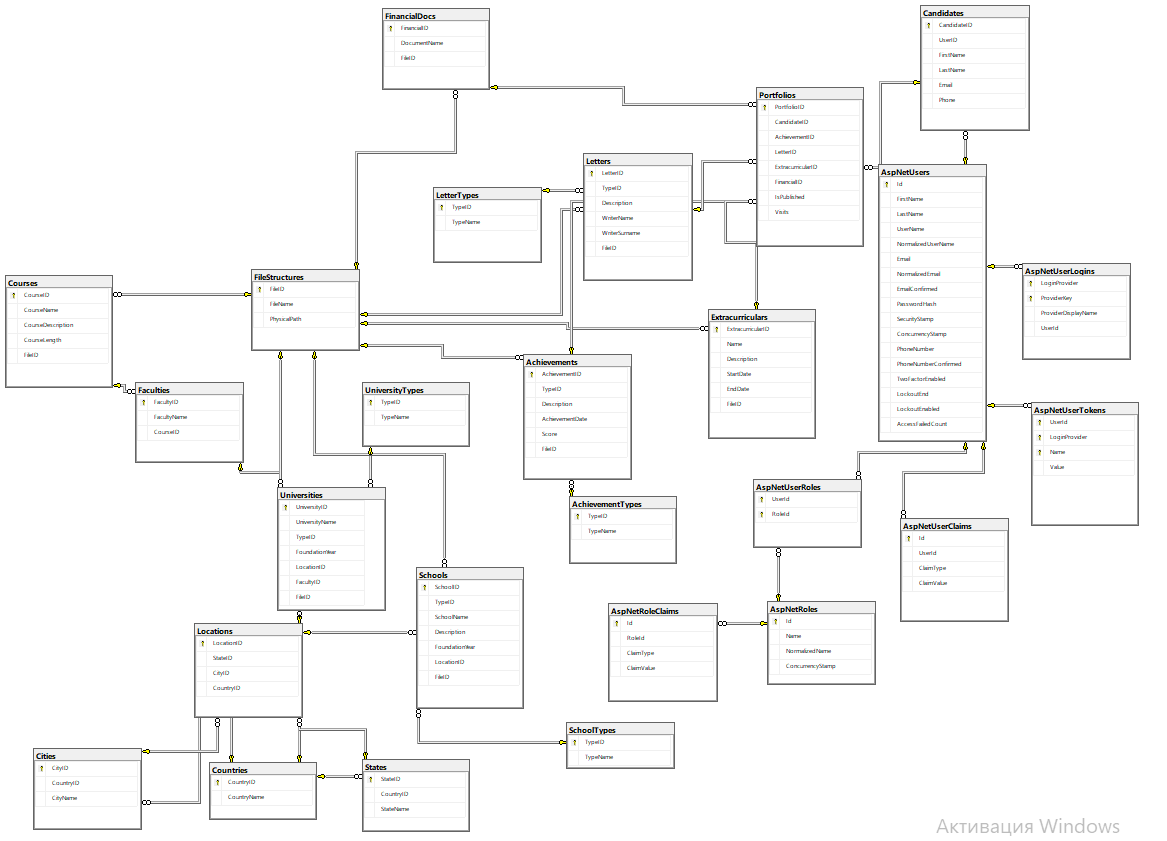 FinancialDocs
FinancialID
DocumentName
FileID
Candidates
CandidateID
UserID
FirstName
LastName
Email
Phone
Portfolios
PortfolioID
CandidateID
AchievementID
LetterID
ExtracurricularID
FinancialID
IsPublished
Visits
Letters
LetterID
TypeID
Description
WriterName
WriterSurname
FileID
LetterTypes
TypeID
TypeName
AspNetUsers
Id
FirstName
LastName
UserName
NormalizedUserName
Email
NormalizedEmail
EmailConfirmed
PasswordHash
SecurityStamp
ConcurrencyStamp
PhoneNumber
PhoneNumberConfirmed
TwoFactorEnabled
LockoutEnd
LockoutEnabled
AccessFailedCount
AspNetUserLogins
LoginProvider
ProviderKey
ProviderDisplayName
UserId
Courses
CourseID
CourseName
CourseDescription
CourseLength
FileID
FileStructures
FileID
FileName
PhysicalPath
Extracurriculars
ExtracurricularID
Name
Description
StartDate
EndDate
FileID
Achievements
AchievementID
TypeID
Description
AchievementDate
Score
FileID
Faculties
FacultyID
FacultyName
CourseID
UniversityTypes
TypeID
TypeName
AspNetUserTokens
UserId
LoginProvider
Name
Value
AspNetUserRoles
UserId
RoleId
Universities
UniversityID
UniversityName
TypeID
FoundationYear
LocationID
FacultyID
FileID
AchievementTypes
TypeID
TypeName
AspNetUserClaims
Id
UserId
ClaimType
ClaimValue
Schools
SchoolID
TypeID
SchoolName
Description
FoundationYear
LocationID
FileID
AspNetRoleClaims
Id
RoleId
ClaimType
ClaimValue
AspNetRoles
Id
Name
NormalizedName
ConcurrencyStamp
Locations
LocationID
StateID
CityID
CountryID
SchoolTypes
TypeID
TypeName
Cities
CityID
CountryID
CityName
Countries
CountryID
CountryName
States
StateID
CountryID
StateName
Активация Windows